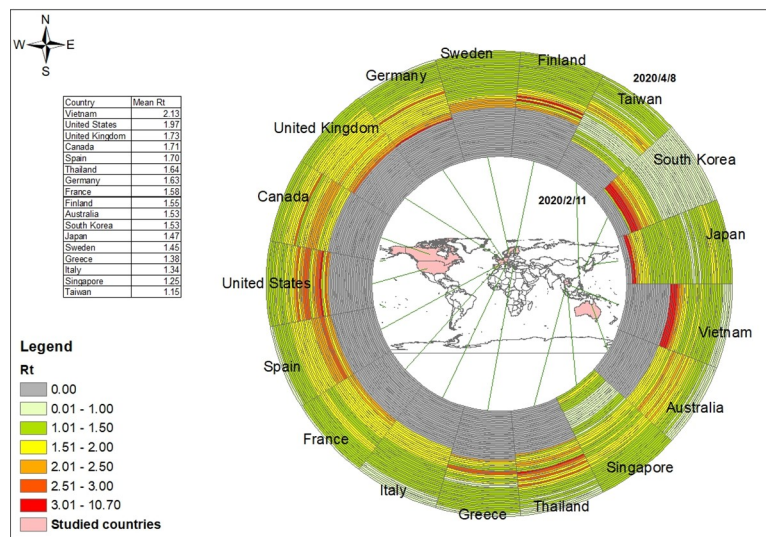 N
W E
S
Country Mean Rt
Vietnam 2.13
United States 1.97
United Kingdom 1.73
Canada 1.71
Spain 1.70
Thailand 1.64
Germany 1.63
France 1.58
Finland 1.55
Australia 1.53
South Korea 1.53
Japan 1.47
Sweden 1.45
Greece 1.38
Italy 1.34
Singapore 1.25
Taiwan 1.15
Sweden
Finland
2020/4/8
Germany
Taiwan
United Kingdom
South Korea
2020/2/11
Canada
Japan
United States
Vietnam
Spain
Australia
France
Singapore
Italy
Thailand
Greece
Legend
Rt
0.00
0.01 - 1.00
1.01 - 1.50
1.51 - 2.00
2.01 - 2.50
2.51 - 3.00
3.01 - 10.70
Studied countries